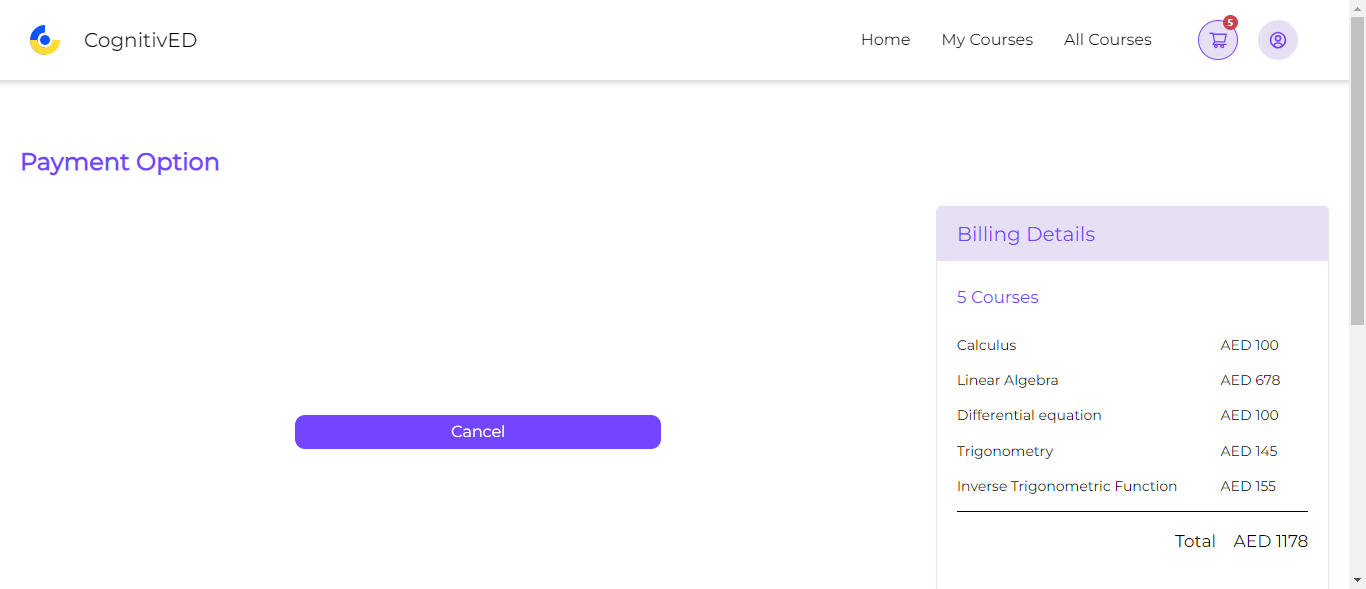 CognitivED
Home My Courses All Courses 5
Payment Option
Cancel
Billing Details
5 Courses
Calculus AED 100
Linear Algebra AED 678
Differential equation AED 100
Trigonometry AED 145
Inverse Trigonometric Function AED 155
Total AED 1178